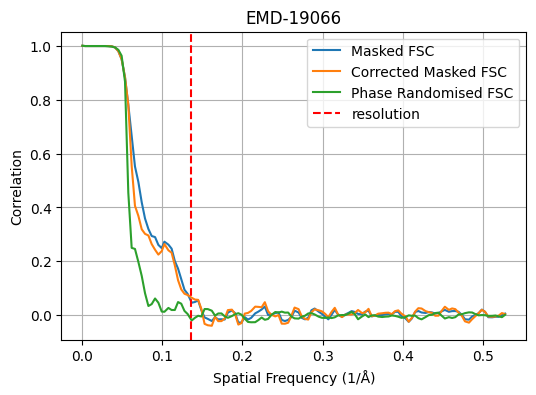 EMD-19066
Masked FSC
Corrected Masked FSC
Phase Randomised FSC
resolution
Correlation
1.0
0.8
0.6
0.4
0.2
0.0
0.0 0.1 0.2 0.3 0.4 0.5
Spatial Frequency (1/Å)